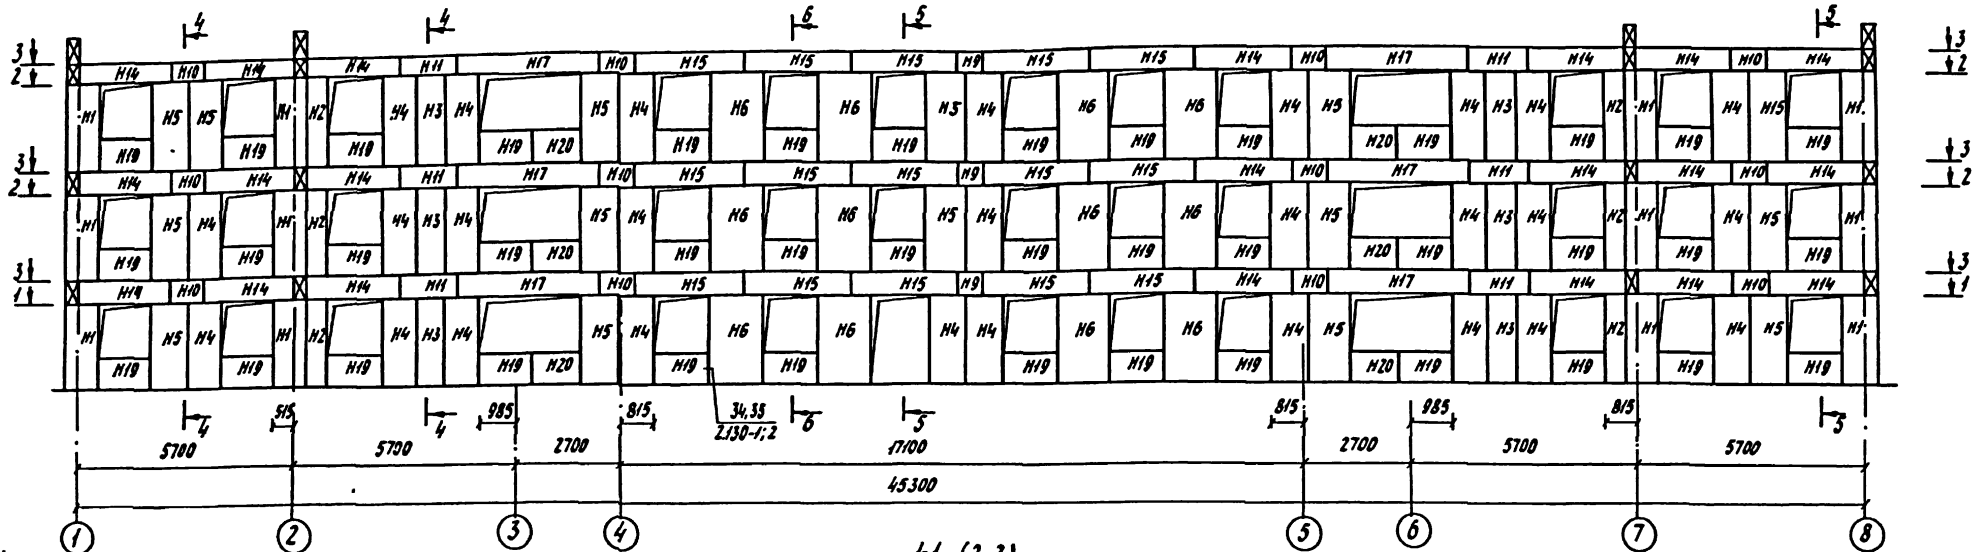 4 4 6 5 5
3 3
2 Н14 Н10 Н14 Н14 Н11 Н17 Н10 Н15 Н15 Н15 Н9 Н15 Н15 Н14 Н10 Н17 Н11 Н14 Н14 Н10 Н14 2
Н1 Н5 Н5 Н1 Н2 Н4 Н3 Н4 Н5 Н4 Н6 Н6 Н5 Н4 Н6 Н6 Н4 Н5 Н4 Н3 Н4 Н2 Н1 Н4 Н15 Н1
Н19 Н19 Н19 Н19 Н20 Н19 Н19 Н19 Н19 Н19 Н19 Н20 Н19 Н19 Н19 Н19
3 3
2 Н14 Н10 Н14 Н14 Н11 Н17 Н10 Н15 Н15 Н15 Н9 Н15 Н15 Н14 Н10 Н17 Н11 Н14 Н14 Н10 Н14 2
Н1 Н5 Н4 Н1 Н2 Н4 Н3 Н4 Н5 Н4 Н6 Н6 Н5 Н4 Н6 Н6 Н4 Н5 Н4 Н3 Н4 Н2 Н1 Н4 Н5 Н1
Н19 Н19 Н19 Н19 Н20 Н19 Н19 Н19 Н19 Н19 Н19 Н20 Н19 Н19 Н19 Н19
3 3
1 Н14 Н10 Н14 Н14 Н11 Н17 Н10 Н15 Н15 Н15 Н9 Н15 Н15 Н14 Н10 Н17 Н11 Н14 Н14 Н10 Н14 1
Н1 Н5 Н4 Н1 Н2 Н4 Н3 Н4 Н5 Н4 Н6 Н6 Н4 Н4 Н6 Н6 Н4 Н5 Н4 Н3 Н4 Н2 Н1 Н4 Н5 Н1
Н19 Н19 Н19 Н19 Н20 Н19 Н19 Н19 Н19 Н19 Н20 Н19 Н19 Н19 Н19
4 515 4 985 815 34,35 6 5 815 985 815 5
2.130-1; 2
5700 5700 2700 17100 2700 5700 5700
45300
1 2 3 4 5 6 7 8